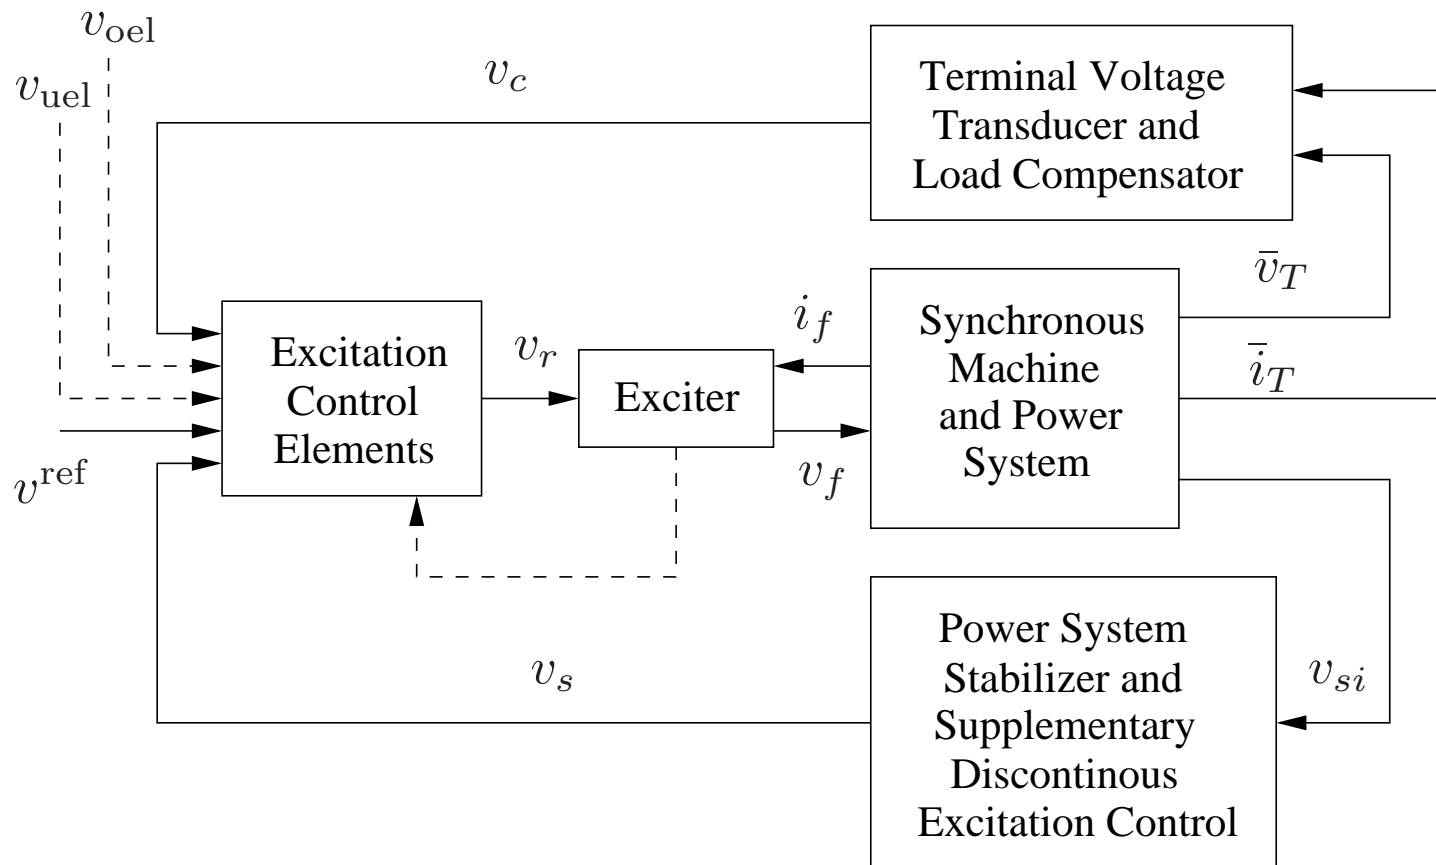 v_oel
v_uel
v_c
Terminal Voltage
Transducer and
Load Compensator
v̄_T
ī_T
Excitation
Control
Elements
v_r
i_f
Exciter
v_f
Synchronous
Machine
and Power
System
v^ref
v_s
Power System
Stabilizer and
Supplementary
Discontinous
Excitation Control
v_si